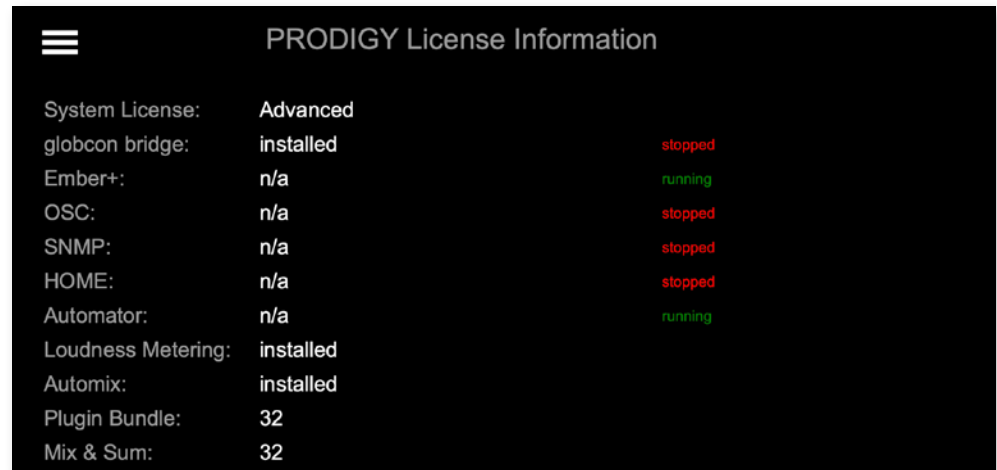 PRODIGY License Information
System License: Advanced
globcon bridge: installed stopped
Ember+: n/a running
OSC: n/a stopped
SNMP: n/a stopped
HOME: n/a stopped
Automator: n/a running
Loudness Metering: installed
Automix: installed
Plugin Bundle: 32
Mix & Sum: 32